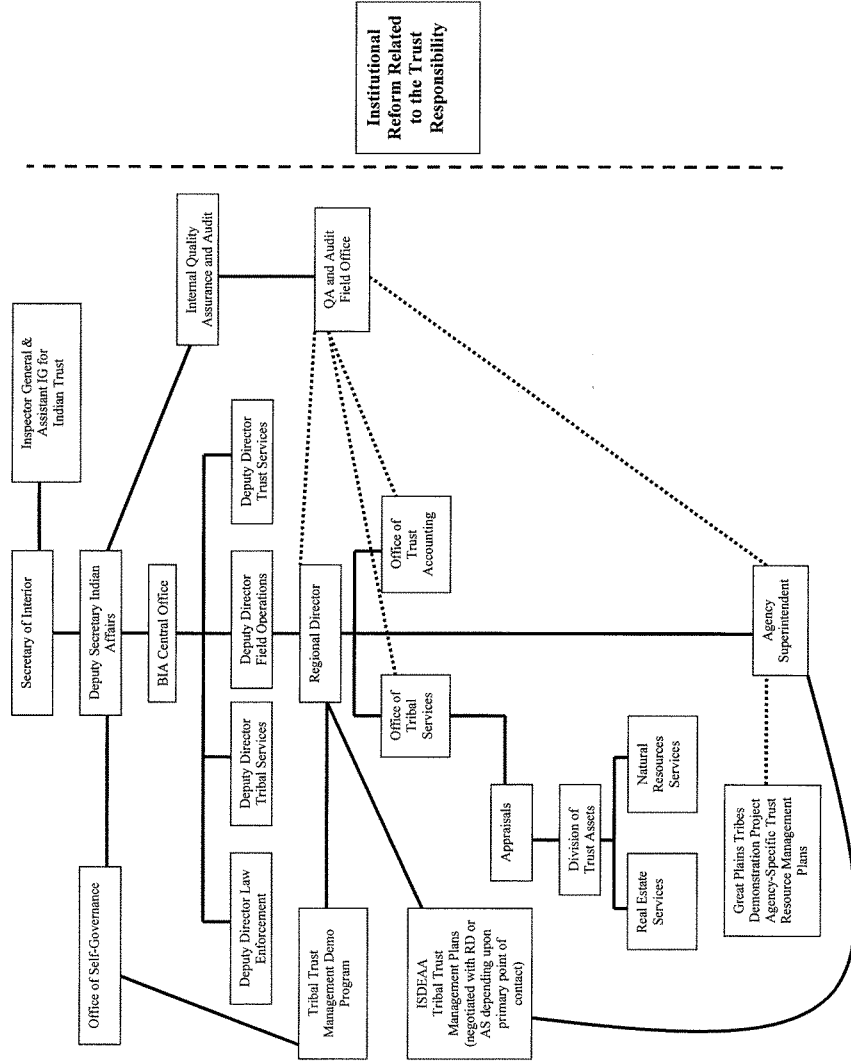 Institutional
Reform Related
to the Trust
Responsibility
Secretary of Interior
Inspector General &
Assistant IG for
Indian Trust
Office of Self-Governance
Deputy Secretary Indian
Affairs
Internal Quality
Assurance and Audit
BIA Central Office
Deputy Director Law
Enforcement
Deputy Director
Tribal Services
Deputy Director
Field Operations
Deputy Director
Trust Services
Tribal Trust
Management Demo
Program
Regional Director
QA and Audit
Field Office
ISDEAA
Tribal Trust
Management Plans
(negotiated with RD or
AS depending upon
primary point of
contact)
Office of
Tribal
Services
Office of
Trust
Accounting
Appraisals
Division of
Trust Assets
Real Estate
Services
Natural
Resources
Services
Great Plains Tribes
Demonstration Project
Agency-Specific Trust
Resource Management
Plans
Agency
Superintendent